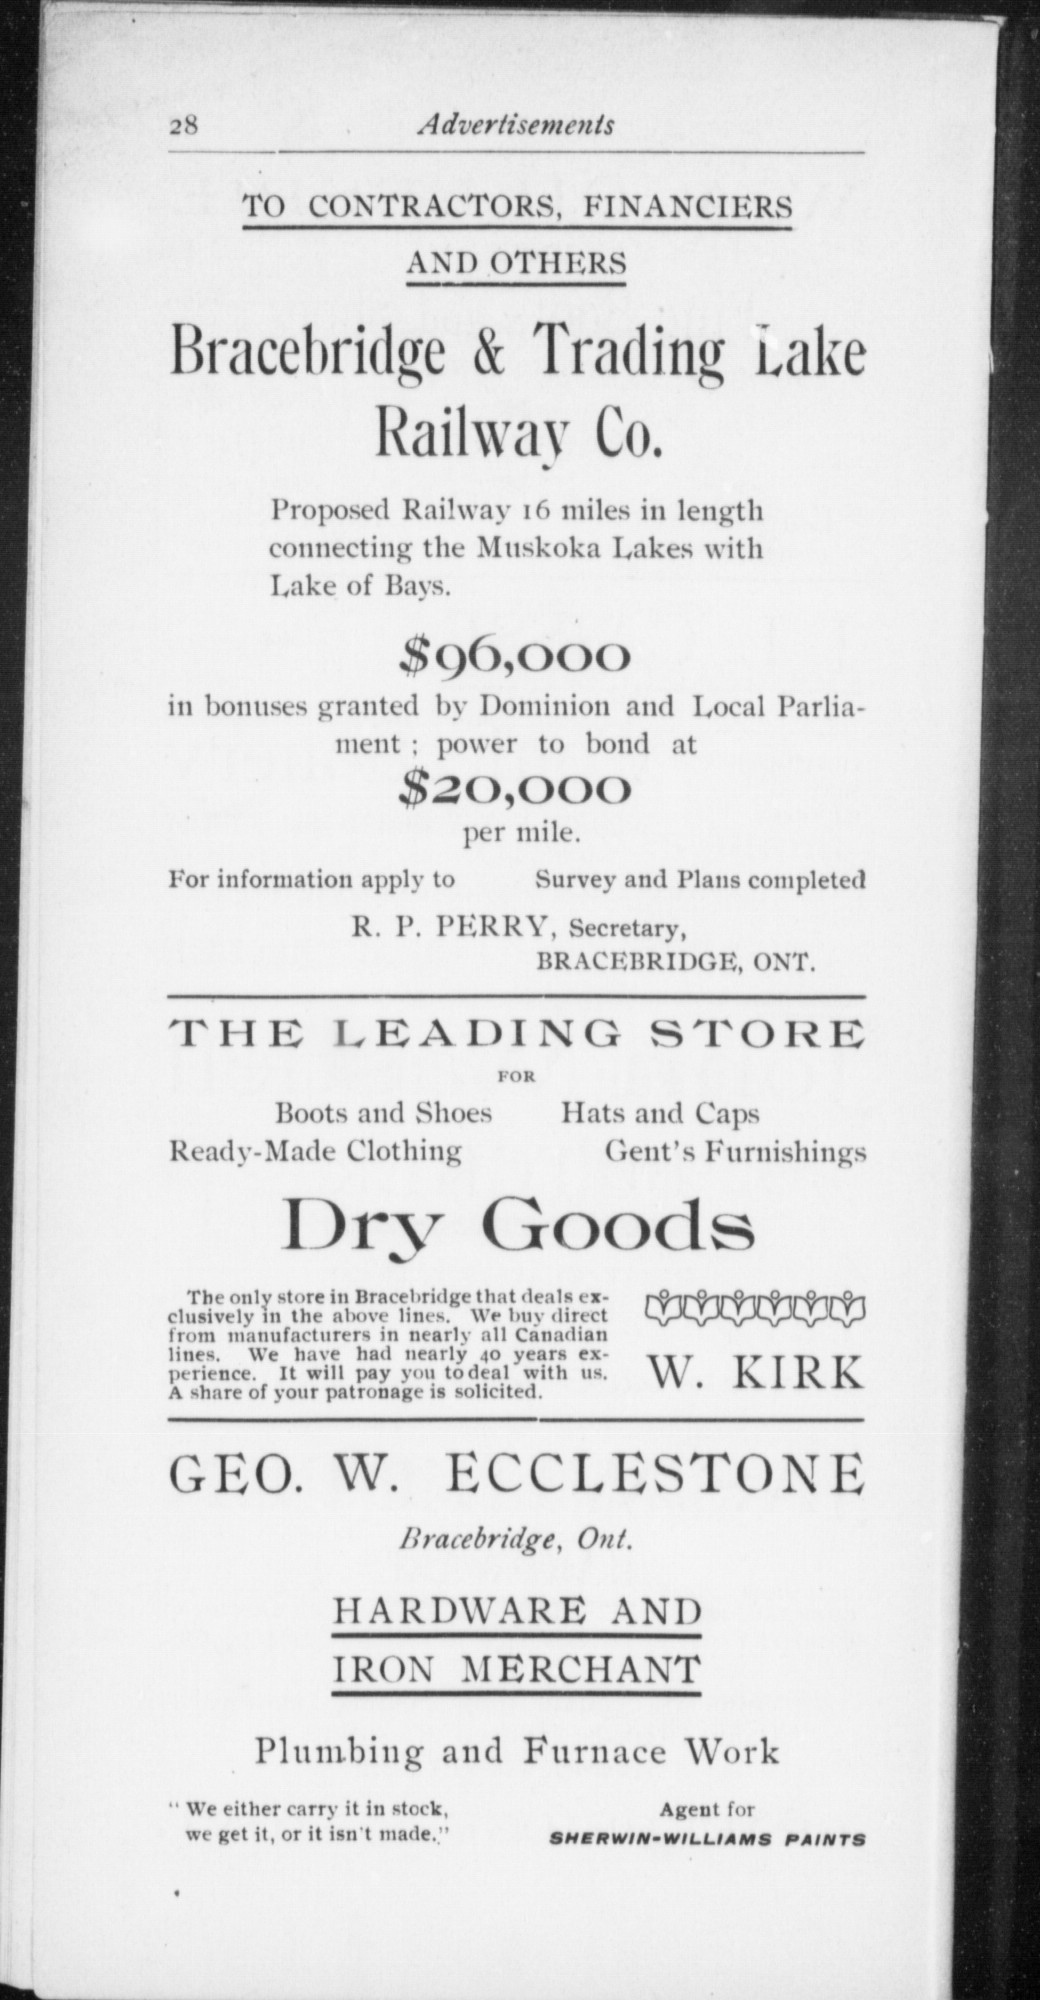 28 Advertisements
TO CONTRACTORS, FINANCIERS
AND OTHERS
Bracebridge & Trading Lake
Railway Co.
Proposed Railway 16 miles in length
connecting the Muskoka Lakes with
Lake of Bays.
$96,000
in bonuses granted by Dominion and Local Parlia-
ment ; power to bond at
$20,000
per mile.
For information apply to Survey and Plans completed
R. P. PERRY, Secretary,
BRACEBRIDGE, ONT.
THE LEADING STORE
FOR
Boots and Shoes Hats and Caps
Ready-Made Clothing Gent's Furnishings
Dry Goods
The only store in Bracebridge that deals ex-
clusively in the above lines. We buy direct
from manufacturers in nearly all Canadian
lines. We have had nearly 40 years ex-
perience. It will pay you to deal with us.
A share of your patronage is solicited.
W. KIRK
GEO. W. ECCLESTONE
Bracebridge, Ont.
HARDWARE AND
IRON MERCHANT
Plumbing and Furnace Work
"We either carry it in stock,
we get it, or it isn't made."
Agent for
SHERWIN-WILLIAMS PAINTS